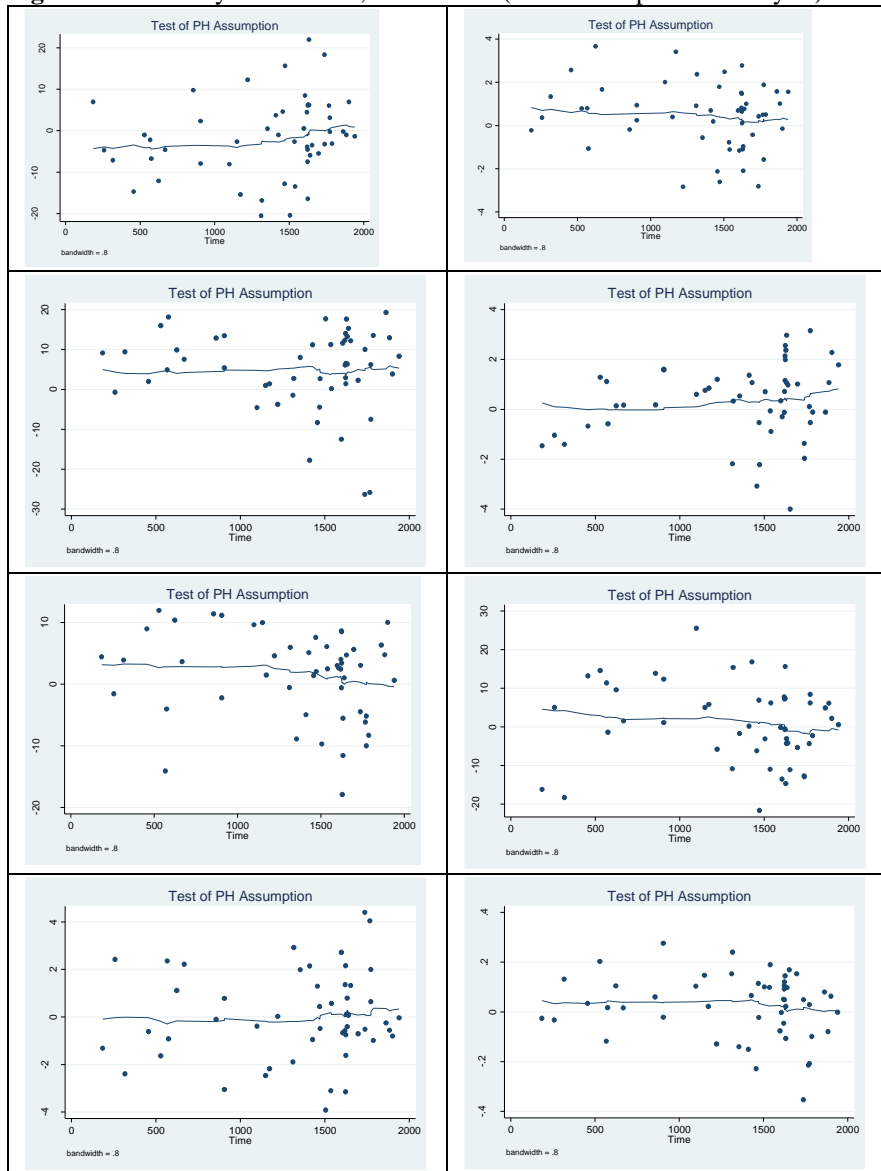 Test of PH Assumption
20
10
0
-10
-20
0 500 1000 1500 2000
Time
bandwidth = .8
Test of PH Assumption
4
2
0
-2
-4
0 500 1000 1500 2000
Time
bandwidth = .8
Test of PH Assumption
20
10
0
-10
-20
-30
0 500 1000 1500 2000
Time
bandwidth = .8
Test of PH Assumption
4
2
0
-2
-4
0 500 1000 1500 2000
Time
bandwidth = .8
Test of PH Assumption
10
0
-10
-20
0 500 1000 1500 2000
Time
bandwidth = .8
Test of PH Assumption
30
20
10
0
-10
-20
0 500 1000 1500 2000
Time
bandwidth = .8
Test of PH Assumption
4
2
0
-2
-4
0 500 1000 1500 2000
Time
bandwidth = .8
Test of PH Assumption
.4
.2
0
-.2
-.4
0 500 1000 1500 2000
Time
bandwidth = .8